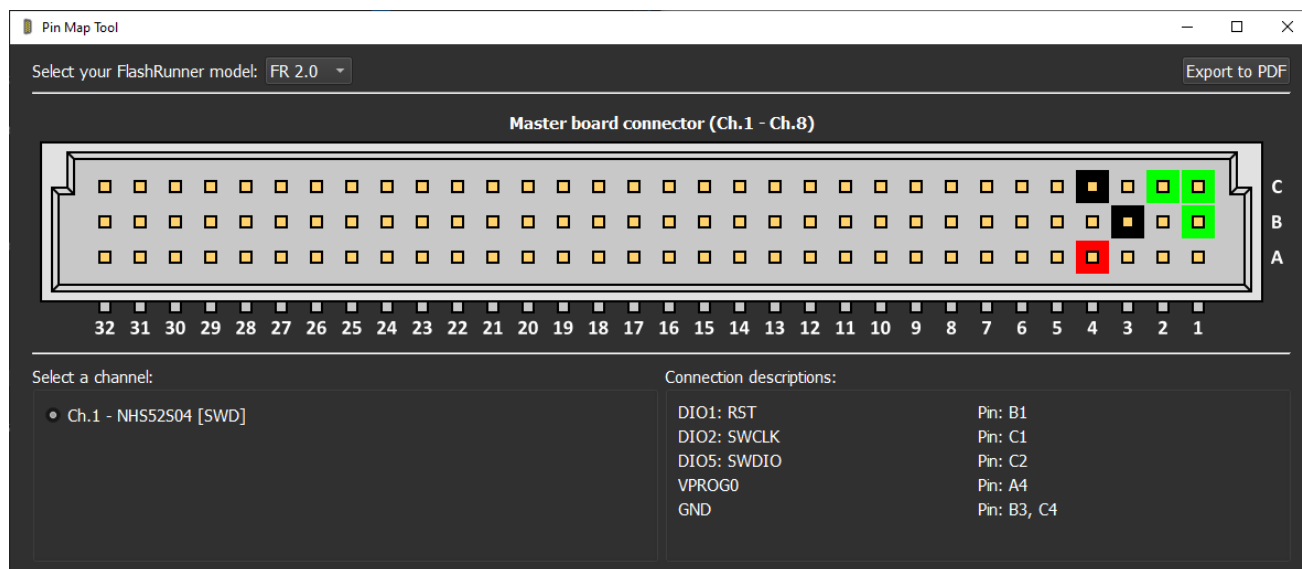 Pin Map Tool
Select your FlashRunner model: FR 2.0
Export to PDF
Master board connector (Ch.1 - Ch.8)
C
B
A
32 31 30 29 28 27 26 25 24 23 22 21 20 19 18 17 16 15 14 13 12 11 10 9 8 7 6 5 4 3 2 1
Select a channel:
Ch.1 - NHS52S04 [SWD]
Connection descriptions:
DIO1: RST Pin: B1
DIO2: SWCLK Pin: C1
DIO5: SWDIO Pin: C2
VPROG0 Pin: A4
GND Pin: B3, C4